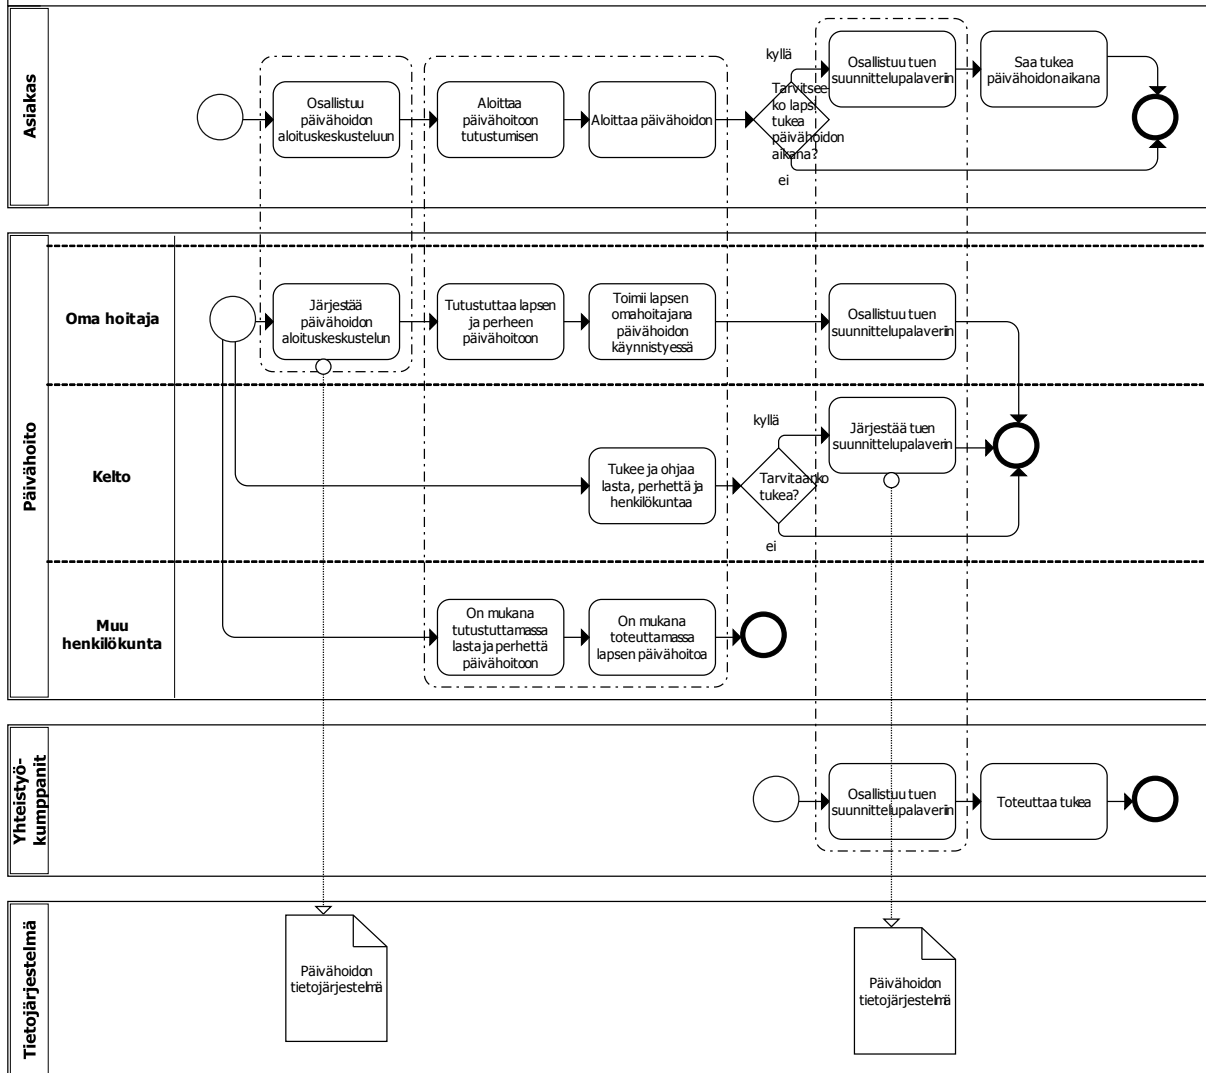 Asiakas
Osallistuu
päivähoidon
aloituskeskusteluun
Aloittaa
päivähoitoon
tutustumisen
Aloittaa päivähoidon
kyllä
Tarvitsee-
ko lapsi
tukea
päivähoidon
aikana?
ei
Osallistuu tuen
suunnittelupalaveriin
Saa tukea
päivähoidon aikana
Päivähoito
Oma hoitaja
Järjestää
päivähoidon
aloituskeskustelun
Tutustuttaa lapsen
ja perheen
päivähoitoon
Toimii lapsen
omahoitajana
päivähoidon
käynnistyessä
Osallistuu tuen
suunnittelupalaveriin
Kelto
Tukee ja ohjaa
lasta, perhettä ja
henkilökuntaa
kyllä
Tarvitaanko
tukea?
ei
Järjestää tuen
suunnittelupalaverin
Muu
henkilökunta
On mukana
tutustuttamassa
lasta ja perhettä
päivähoitoon
On mukana
toteuttamassa
lapsen päivähoitoa
Yhteistyö-
kumppanit
Osallistuu tuen
suunnittelupalaveriin
Toteuttaa tukea
Tietojärjestelmä
Päivähoidon
tietojärjestelmä
Päivähoidon
tietojärjestelmä